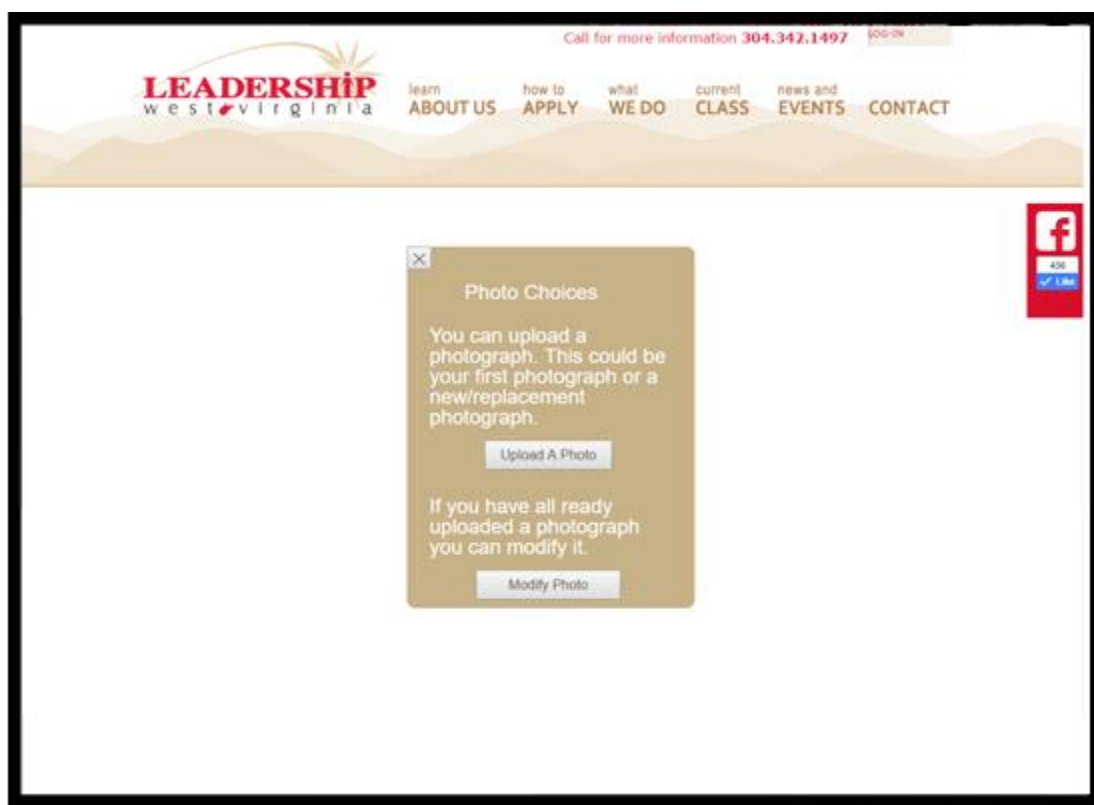 Call for more information 304.342.1497
LOG-IN
LEADERSHIP
west virginia
learn
ABOUT US
how to
APPLY
what
WE DO
current
CLASS
news and
EVENTS
CONTACT
f
436
Like
Photo Choices
You can upload a
photograph. This could be
your first photograph or a
new/replacement
photograph.
Upload A Photo
If you have all ready
uploaded a photograph
you can modify it.
Modify Photo